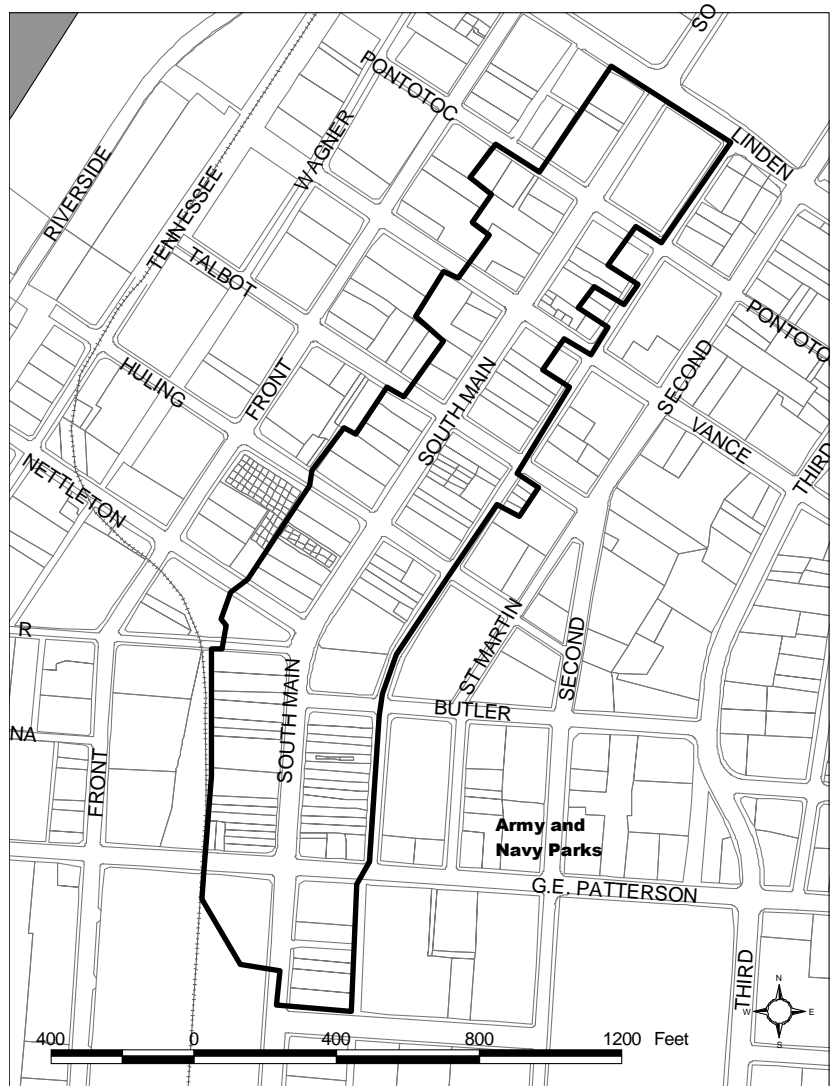 SO
PONTOTOC
LINDEN
WAGNER
RIVERSIDE
TENNESSEE
TALBOT
PONTOTO
HULING
FRONT
SOUTH MAIN
SECOND
VANCE
THIRD
NETTLETON
R
ST MARTIN
SECOND
SOUTH MAIN
BUTLER
NA
FRONT
Army and
Navy Parks
G.E. PATTERSON
THIRD
N
W E
S
400 0 400 800 1200 Feet